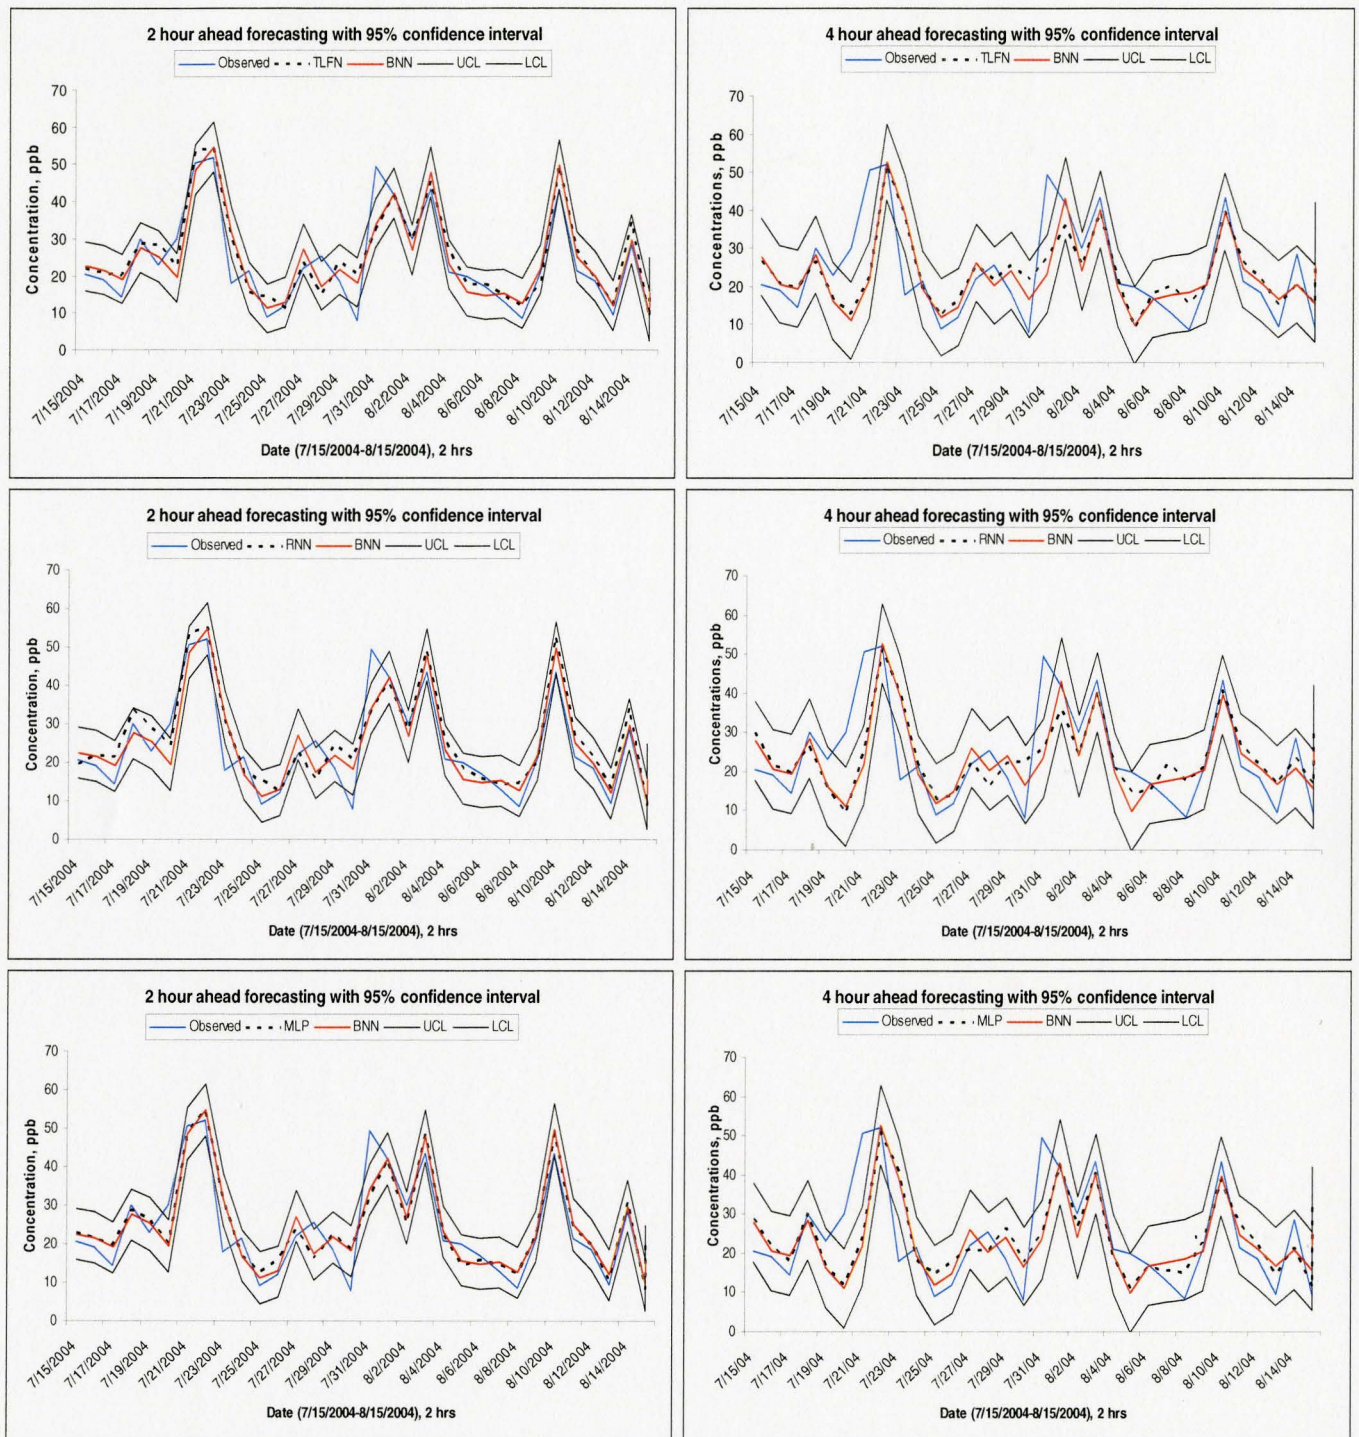 2 hour ahead forecasting with 95% confidence interval
Observed TLFN BNN UCL LCL
Concentrations, ppb
70
60
50
40
30
20
10
0
7/15/2004 7/17/2004 7/19/2004 7/21/2004 7/23/2004 7/25/2004 7/27/2004 7/29/2004 7/31/2004 8/2/2004 8/4/2004 8/6/2004 8/8/2004 8/10/2004 8/12/2004 8/14/2004
Date (7/15/2004-8/15/2004), 2 hrs
4 hour ahead forecasting with 95% confidence interval
Observed TLFN BNN UCL LCL
Concentrations, ppb
70
60
50
40
30
20
10
0
7/15/04 7/17/04 7/19/04 7/21/04 7/23/04 7/25/04 7/27/04 7/29/04 7/31/04 8/2/04 8/4/04 8/6/04 8/8/04 8/10/04 8/12/04 8/14/04
Date (7/15/2004-8/15/2004), 2 hrs
2 hour ahead forecasting with 95% confidence interval
Observed RNN BNN UCL LCL
Concentration, ppb
70
60
50
40
30
20
10
0
7/15/2004 7/17/2004 7/19/2004 7/21/2004 7/23/2004 7/25/2004 7/27/2004 7/29/2004 7/31/2004 8/2/2004 8/4/2004 8/6/2004 8/8/2004 8/10/2004 8/12/2004 8/14/2004
Date (7/15/2004-8/15/2004), 2 hrs
4 hour ahead forecasting with 95% confidence interval
Observed RNN BNN UCL LCL
Concentrations, ppb
70
60
50
40
30
20
10
0
7/15/04 7/17/04 7/19/04 7/21/04 7/23/04 7/25/04 7/27/04 7/29/04 7/31/04 8/2/04 8/4/04 8/6/04 8/8/04 8/10/04 8/12/04 8/14/04
Date (7/15/2004-8/15/2004), 2 hrs
2 hour ahead forecasting with 95% confidence interval
Observed MLP BNN UCL LCL
Concentration, ppb
70
60
50
40
30
20
10
0
7/15/2004 7/17/2004 7/19/2004 7/21/2004 7/23/2004 7/25/2004 7/27/2004 7/29/2004 7/31/2004 8/2/2004 8/4/2004 8/6/2004 8/8/2004 8/10/2004 8/12/2004 8/14/2004
Date (7/15/2004-8/15/2004), 2 hrs
4 hour ahead forecasting with 95% confidence interval
Observed MLP BNN UCL LCL
Concentrations, ppb
70
60
50
40
30
20
10
0
7/15/04 7/17/04 7/19/04 7/21/04 7/23/04 7/25/04 7/27/04 7/29/04 7/31/04 8/2/04 8/4/04 8/6/04 8/8/04 8/10/04 8/12/04 8/14/04
Date (7/15/2004-8/15/2004), 2 hrs